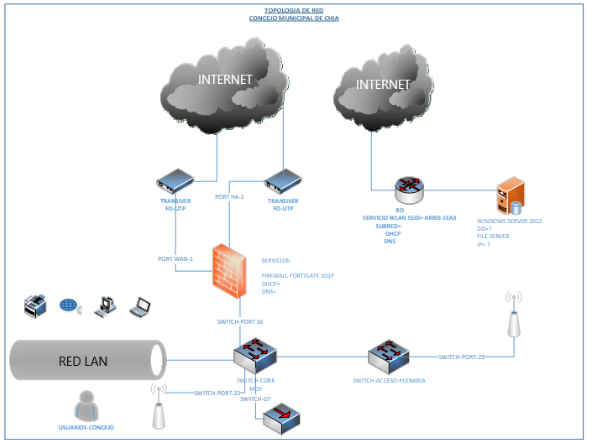 TOPOLOGIA DE RED
CONCEJO MUNICIPAL DE CHIA
INTERNET
INTERNET
TRANSIVER
FO-UTP
PORT HA-1
TRANSIVER
FO-UTP
RO
SERVICIO WLAN SSID= ARRIS-1EA3
SUBRED=
DHCP
DNS
WINDOWS SERVER 2012
DD=?
FILE SERVER
IP= ?
PORT WAN-1
SERVICIOS:
FIREWALL FORTIGATE 101F
DHCP=
DNS=
SWITCH-PORT 26
RED LAN
SWITCH-CORE
MDF
SWITCH-ACCESO-PLENARIA
SWITCH-PORT-23
SWITCH-PORT-22
SWITCH-GT
USUARIOS-CONCEJO